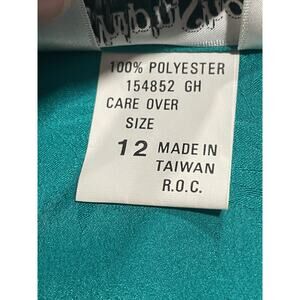 100% POLYESTER
154852 GH
CARE OVER
SIZE
12 MADE IN
TAIWAN
R.O.C.